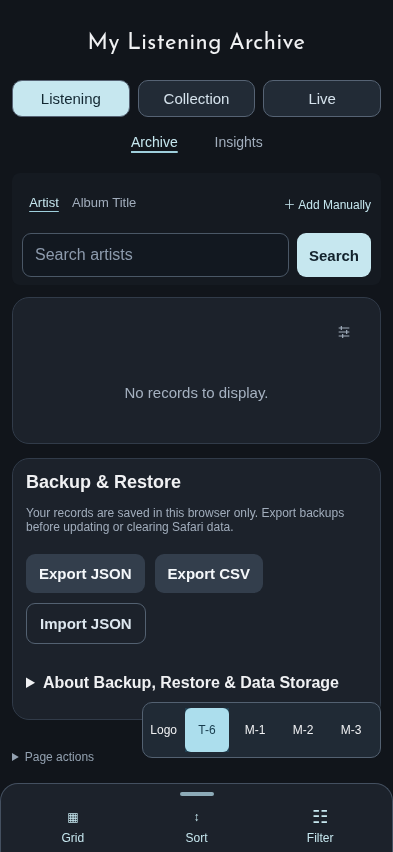 My Listening Archive
Listening Collection Live
Archive Insights
Artist Album Title + Add Manually
Search artists Search
No records to display.
Backup & Restore
Your records are saved in this browser only. Export backups
before updating or clearing Safari data.
Export JSON Export CSV
Import JSON
About Backup, Restore & Data Storage
Logo T-6 M-1 M-2 M-3
Page actions
Grid Sort Filter